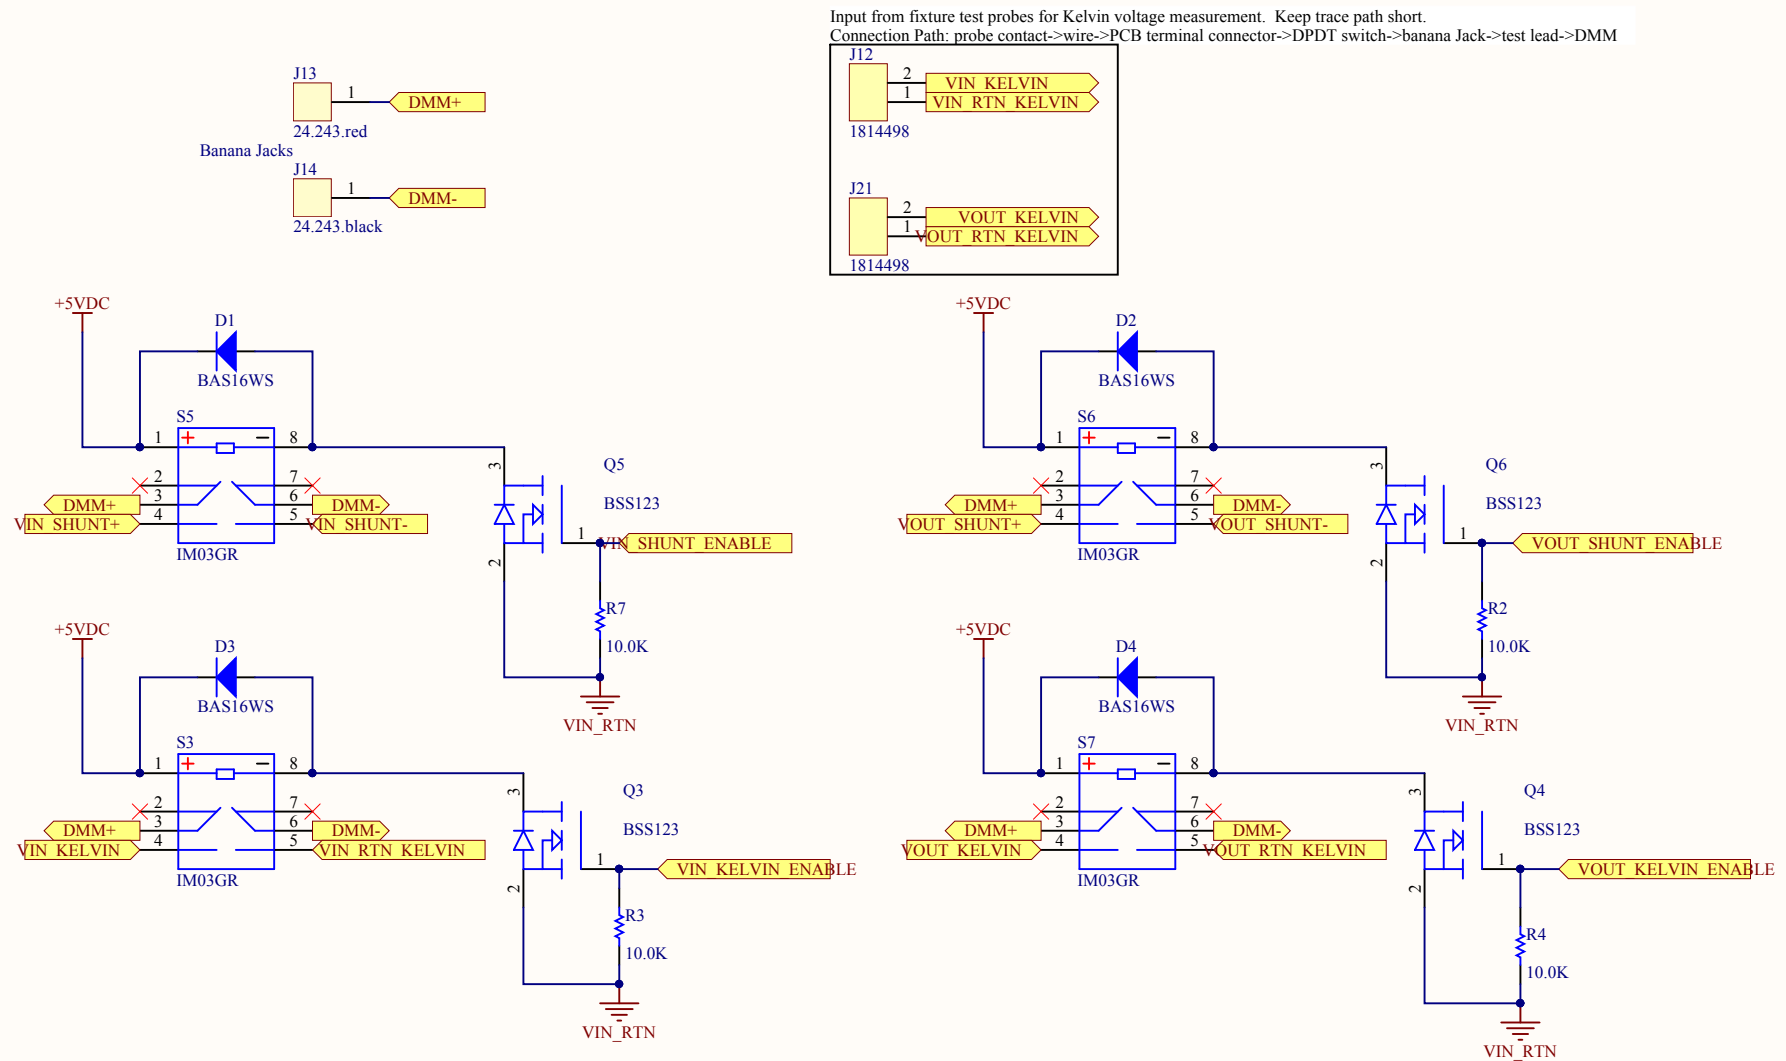 Input from fixture test probes for Kelvin voltage measurement.  Keep trace path short.
Connection Path: probe contact->wire->PCB terminal connector->DPDT switch->banana Jack->test lead->DMM
J13
1
DMM+
24.243.red
Banana Jacks
J14
1
DMM-
24.243.black
J12
2
VIN_KELVIN
1
VIN_RTN_KELVIN
1814498
J21
2
VOUT_KELVIN
1
VOUT_RTN_KELVIN
1814498
+5VDC
D1
BAS16WS
S5
1
+
-
8
2
7
DMM+
3
6
DMM-
VIN_SHUNT+
4
5
VIN_SHUNT-
IM03GR
3
Q5
BSS123
1
VIN_SHUNT_ENABLE
2
R7
10.0K
VIN_RTN
+5VDC
D2
BAS16WS
S6
1
+
-
8
2
7
DMM+
3
6
DMM-
VOUT_SHUNT+
4
5
VOUT_SHUNT-
IM03GR
3
Q6
BSS123
1
VOUT_SHUNT_ENABLE
2
R2
10.0K
VIN_RTN
+5VDC
D3
BAS16WS
S3
1
+
-
8
2
7
DMM+
3
6
DMM-
VIN_KELVIN
4
5
VIN_RTN_KELVIN
IM03GR
3
Q3
BSS123
1
VIN_KELVIN_ENABLE
2
R3
10.0K
VIN_RTN
+5VDC
D4
BAS16WS
S7
1
+
-
8
2
7
DMM+
3
6
DMM-
VOUT_KELVIN
4
5
VOUT_RTN_KELVIN
IM03GR
3
Q4
BSS123
1
VOUT_KELVIN_ENABLE
2
R4
10.0K
VIN_RTN